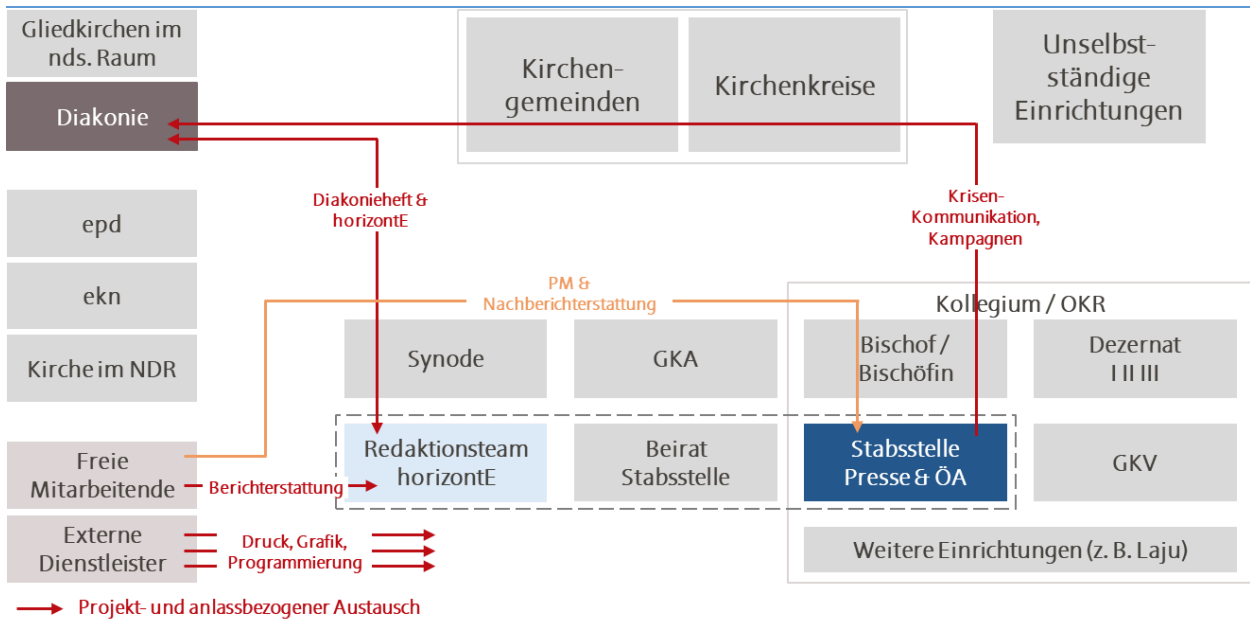 Gliedkirchen im
nds. Raum
Diakonie
Kirchen-
gemeinden
Kirchenkreise
Unselbst-
ständige
Einrichtungen
Diakonieheft &
horizontE
Krisen-
Kommunikation,
Kampagnen
epd
ekn
Kirche im NDR
PM &
Nachberichterstattung
Kollegium / OKR
Synode
GKA
Bischof /
Bischöfin
Dezernat
I II III
Freie
Mitarbeitende
Berichterstattung
Redaktionsteam
horizontE
Beirat
Stabsstelle
Stabsstelle
Presse & ÖA
GKV
Externe
Dienstleister
Druck, Grafik,
Programmierung
Weitere Einrichtungen (z. B. Laju)
Projekt- und anlassbezogener Austausch